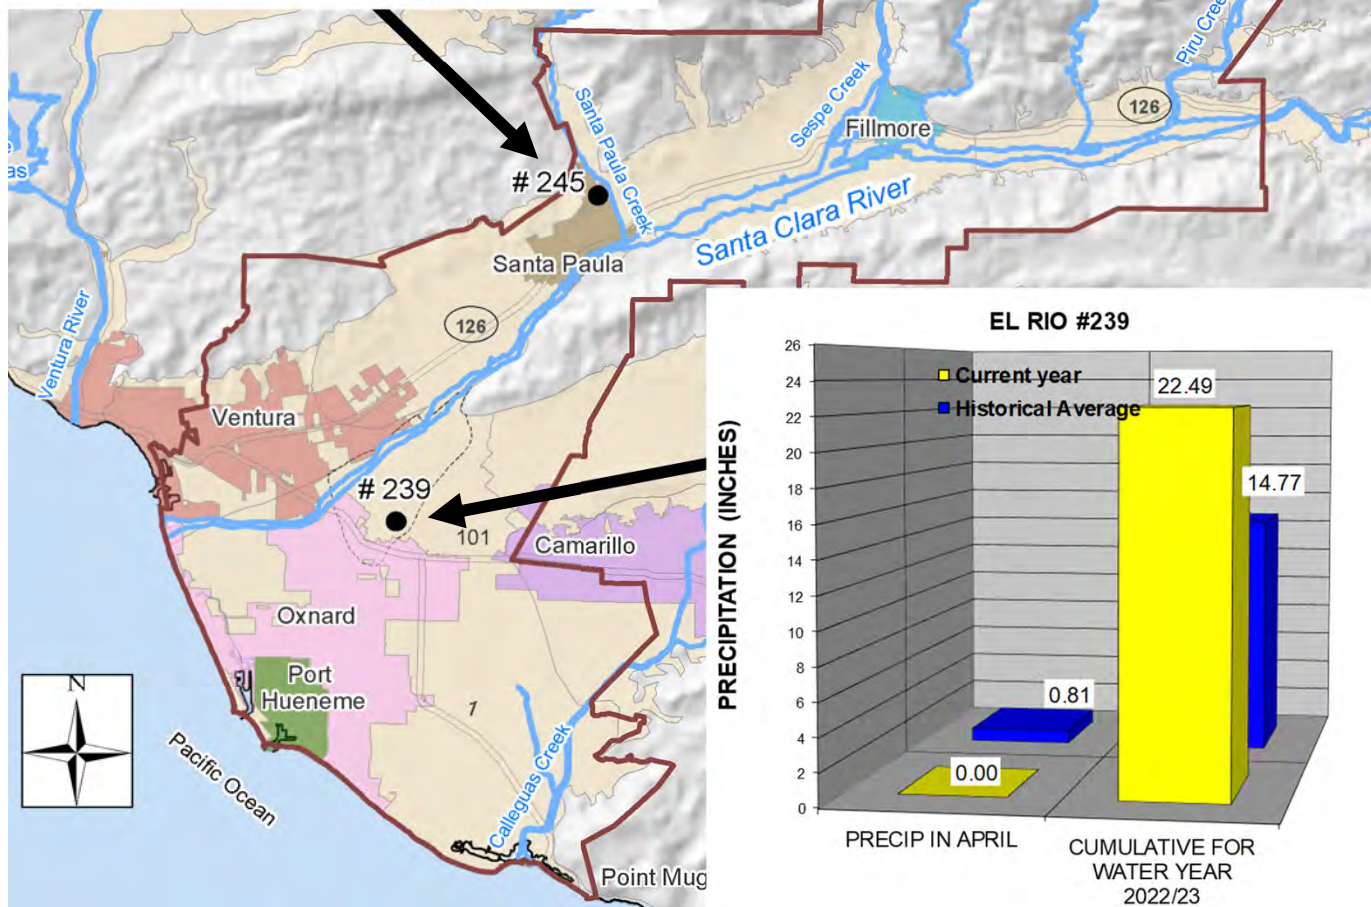 Piru Cree
126
Sespe Creek
Fillmore
Santa Paula Creek
as
# 245
Santa Clara River
Santa Paula
Ventura River
126
Ventura
# 239
101
Camarillo
Oxnard
Port
Hueneme
1
N
Pacific Ocean
Calleguas Creek
Point Mug
EL RIO #239
PRECIPITATION (INCHES)
26
24
22
20
18
16
14
12
10
8
6
4
2
0
Current year
Historical Average
22.49
14.77
0.81
0.00
PRECIP IN APRIL
CUMULATIVE FOR
WATER YEAR
2022/23